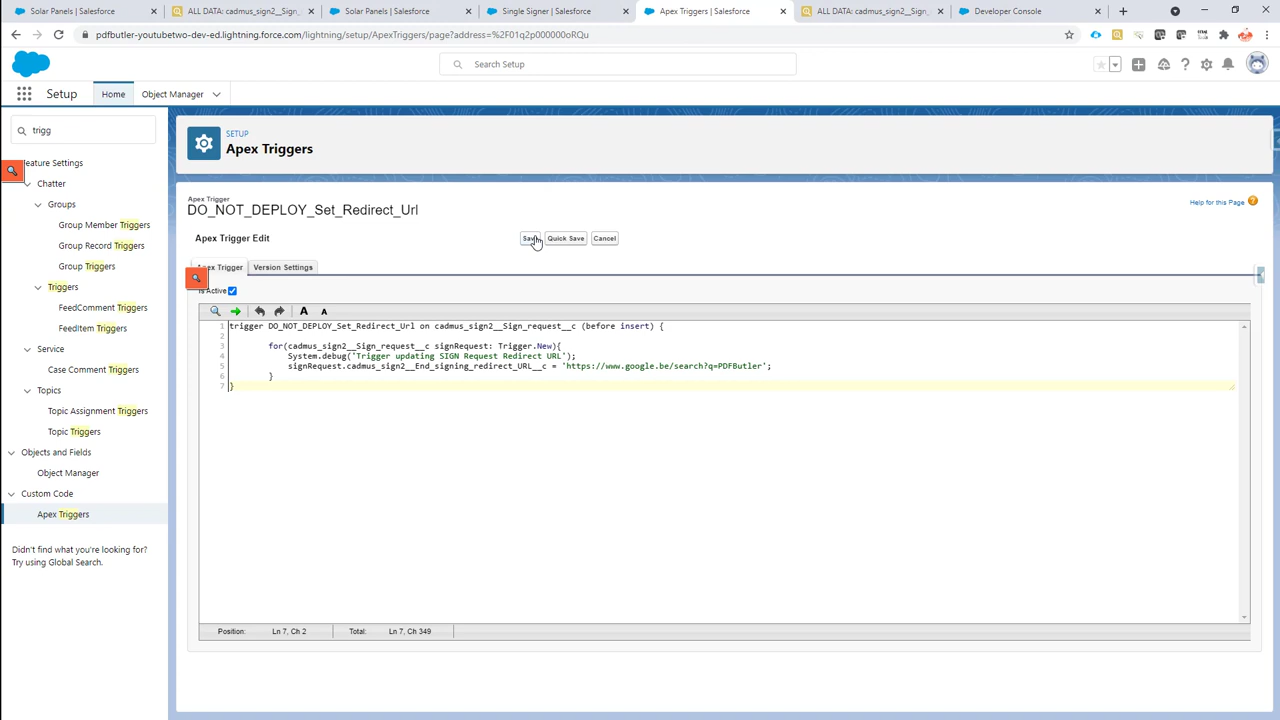 Solar Panels | Salesforce
ALL DATA: cadmus_sign2__Sign_
Solar Panels | Salesforce
Single Signer | Salesforce
Apex Triggers | Salesforce
ALL DATA: cadmus_sign2__Sign_
Developer Console
pdfbutler-youtubetwo-dev-ed.lightning.force.com/lightning/setup/ApexTriggers/page?address=%2F01q2p000000oRQu
Search Setup
Setup
Home
Object Manager
trigg
SETUP
Apex Triggers
eature Settings
Chatter
Groups
Group Member Triggers
Group Record Triggers
Group Triggers
Triggers
FeedComment Triggers
FeedItem Triggers
Service
Case Comment Triggers
Topics
Topic Assignment Triggers
Topic Triggers
Objects and Fields
Object Manager
Custom Code
Apex Triggers
Didn't find what you're looking for?
Try using Global Search.
Apex Trigger
DO_NOT_DEPLOY_Set_Redirect_Url
Help for this Page
Apex Trigger Edit
Save
Quick Save
Cancel
Apex Trigger
Version Settings
Is Active
1 trigger DO_NOT_DEPLOY_Set_Redirect_Url on cadmus_sign2__Sign_request__c (before insert) {
2
3 for(cadmus_sign2__Sign_request__c signRequest: Trigger.New){
4 System.debug('Trigger updating SIGN Request Redirect URL');
5 signRequest.cadmus_sign2__End_signing_redirect_URL__c = 'https://www.google.be/search?q=PDFButler';
6 }
7 }
Position: Ln 7, Ch 2 Total: Ln 7, Ch 349